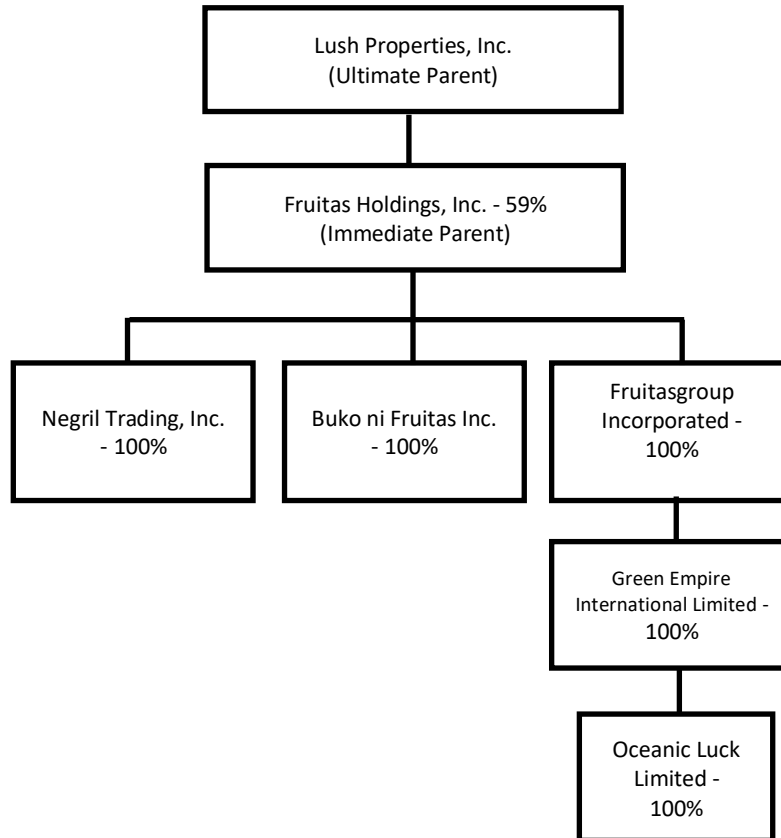 Lush Properties, Inc.
(Ultimate Parent)
Fruitas Holdings, Inc. - 59%
(Immediate Parent)
Negril Trading, Inc.
- 100%
Buko ni Fruitas Inc.
- 100%
Fruitasgroup
Incorporated -
100%
Green Empire
International Limited -
100%
Oceanic Luck
Limited -
100%